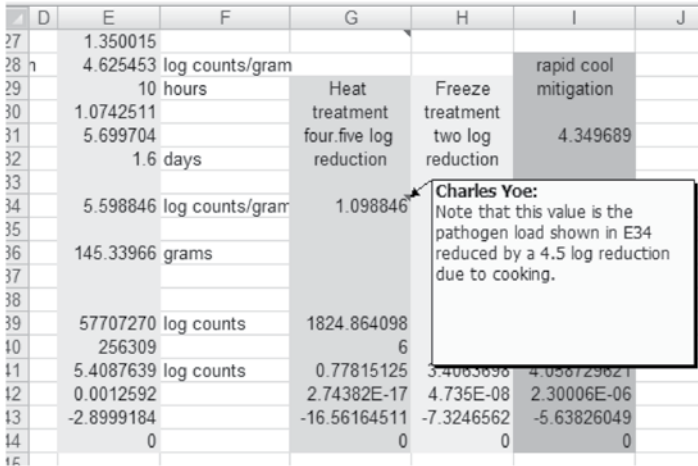 D E F G H I J
27 1.350015
28 n 4.625453 log counts/gram rapid cool
29 10 hours Heat Freeze mitigation
30 1.0742511 treatment treatment
31 5.699704 four.five log two log 4.349689
32 1.6 days reduction reduction
33
34 5.598846 log counts/gram 1.098846
35
36 145.33966 grams
37
38
39 57707270 log counts 1824.864098
40 256309 6
41 5.4087639 log counts 0.77815125 3.4063698 4.058729621
42 0.0012592 2.74382E-17 4.735E-08 2.30006E-06
43 -2.8999184 -16.56164511 -7.3246562 -5.63826049
44 0 0 0 0
Charles Yoe:
Note that this value is the
pathogen load shown in E34
reduced by a 4.5 log reduction
due to cooking.